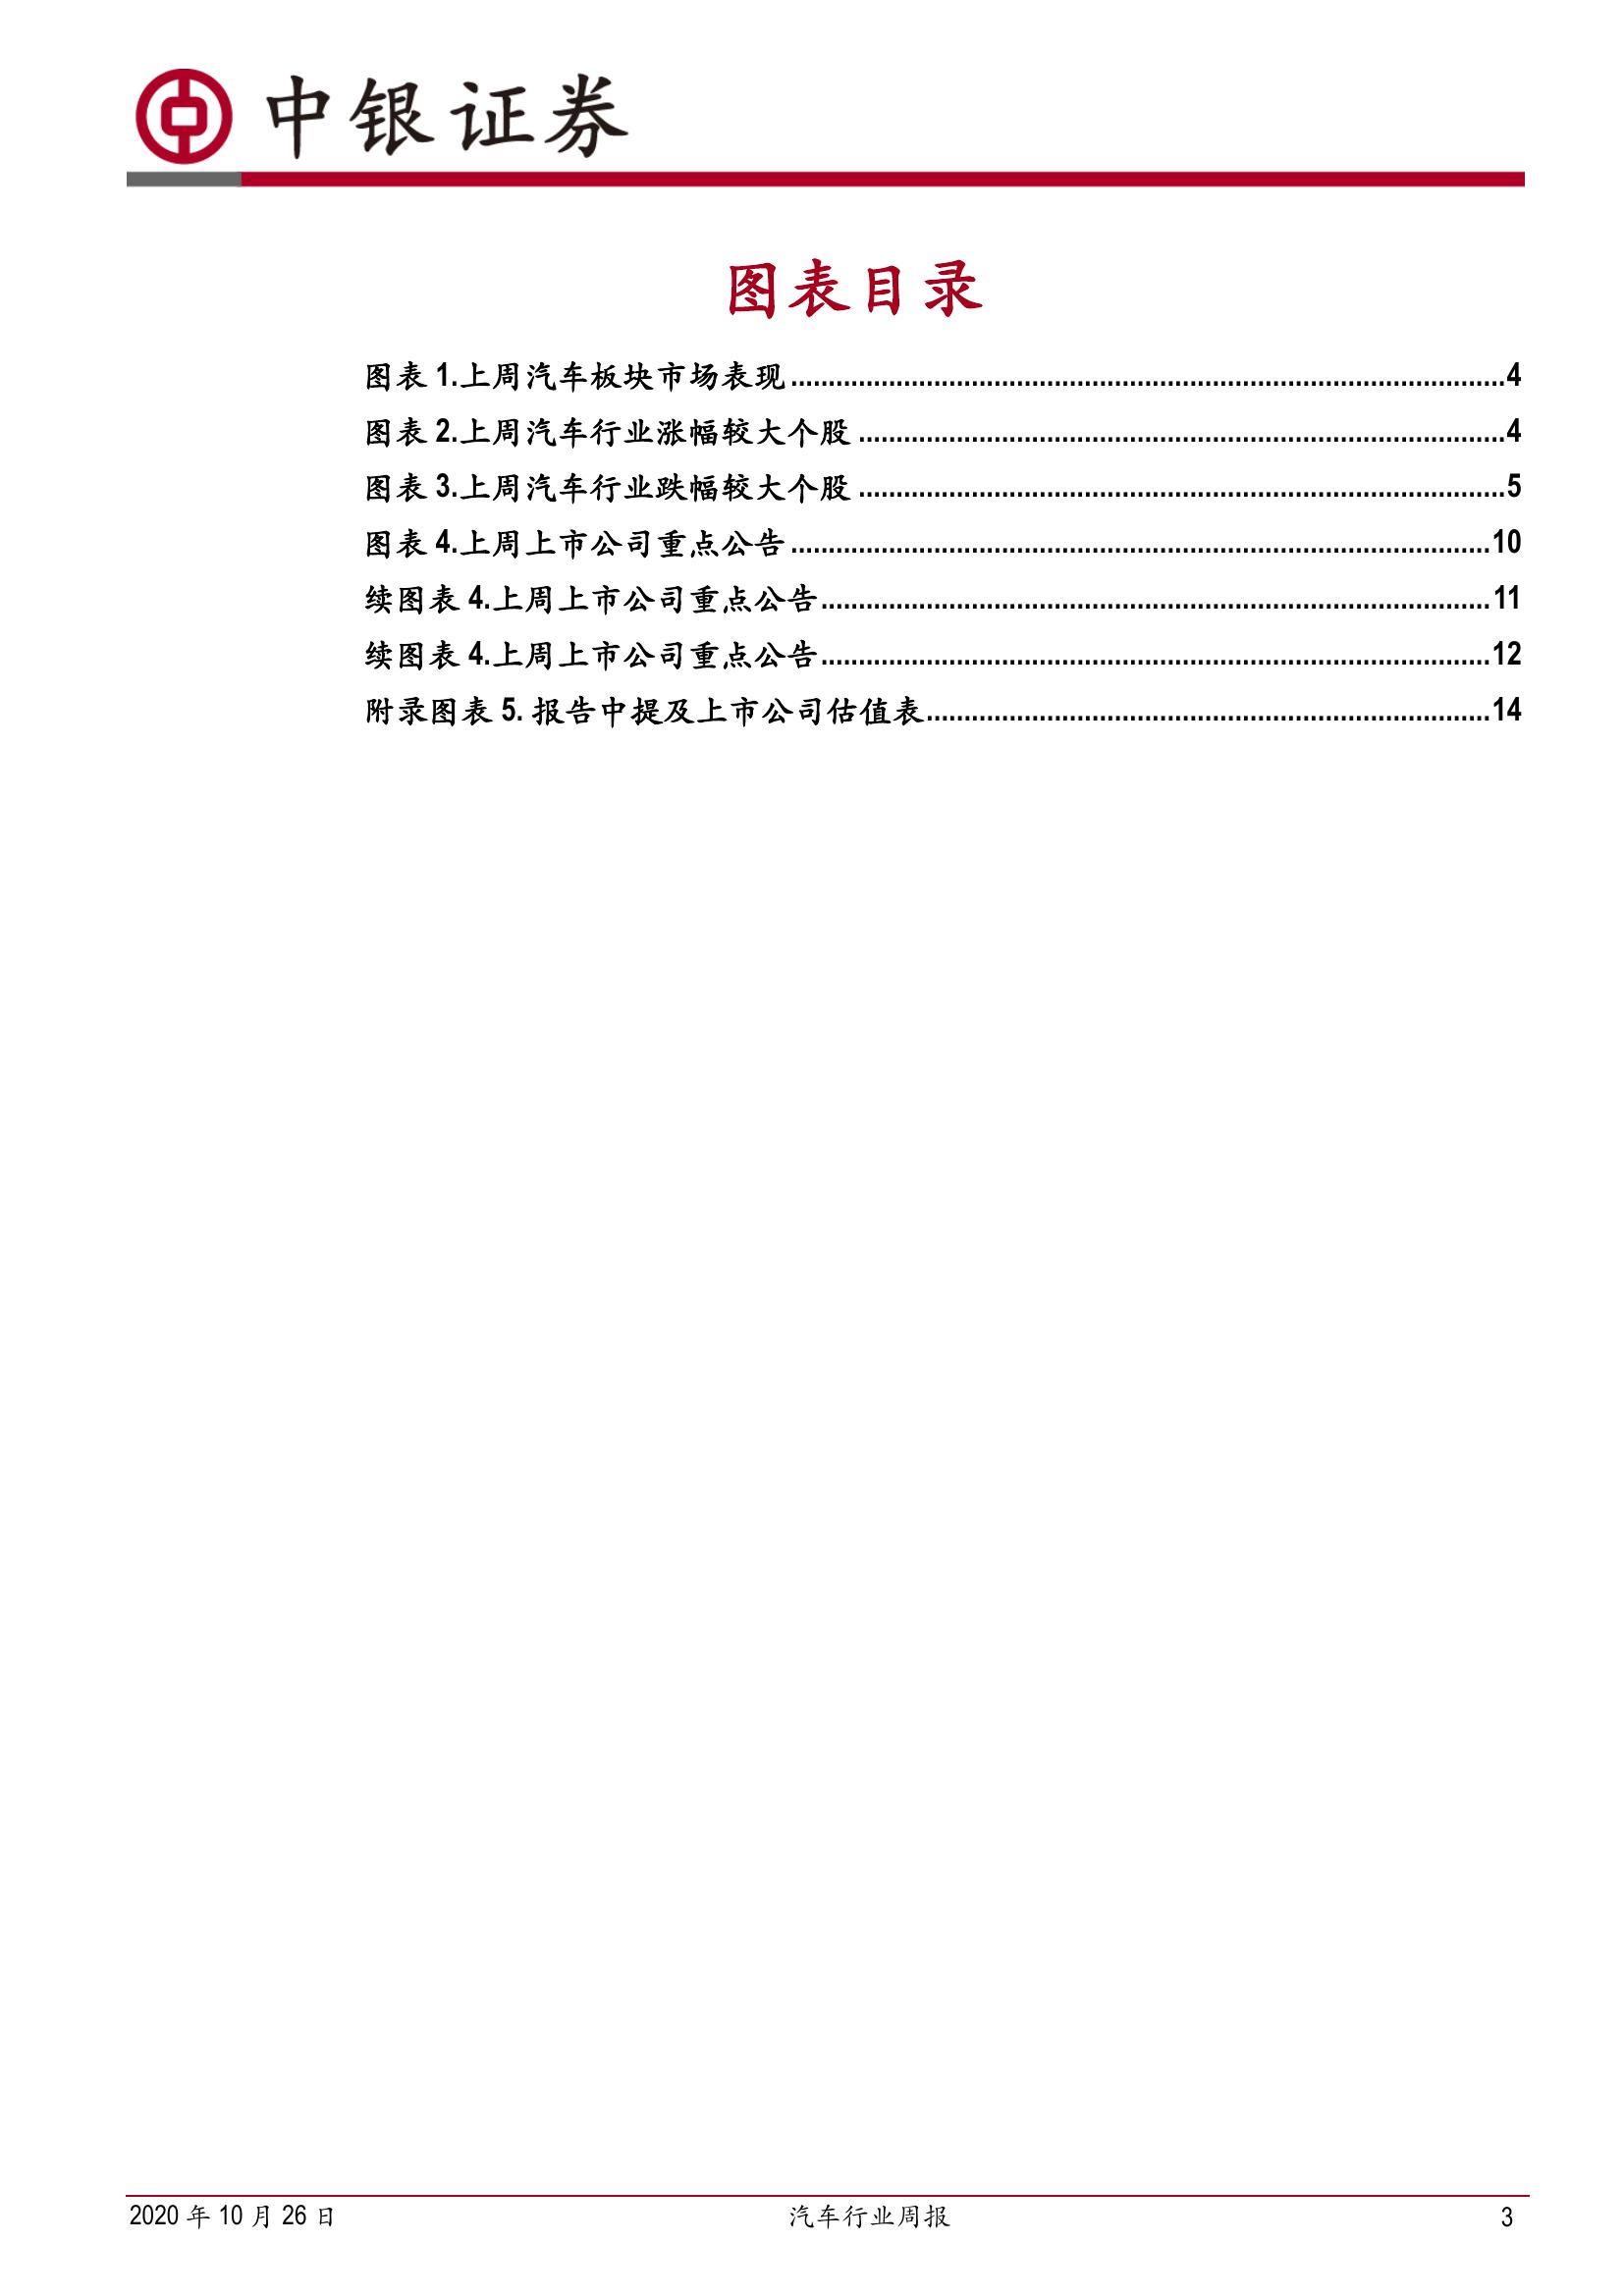 中银证券
图表目录
图表 1.上周汽车板块市场表现....................4
图表 2.上周汽车行业涨幅较大个股....................4
图表 3.上周汽车行业跌幅较大个股....................5
图表 4.上周上市公司重点公告....................10
续图表 4.上周上市公司重点公告....................11
续图表 4.上周上市公司重点公告....................12
附录图表 5. 报告中提及上市公司估值表....................14
2020 年 10 月 26 日 汽车行业周报 3